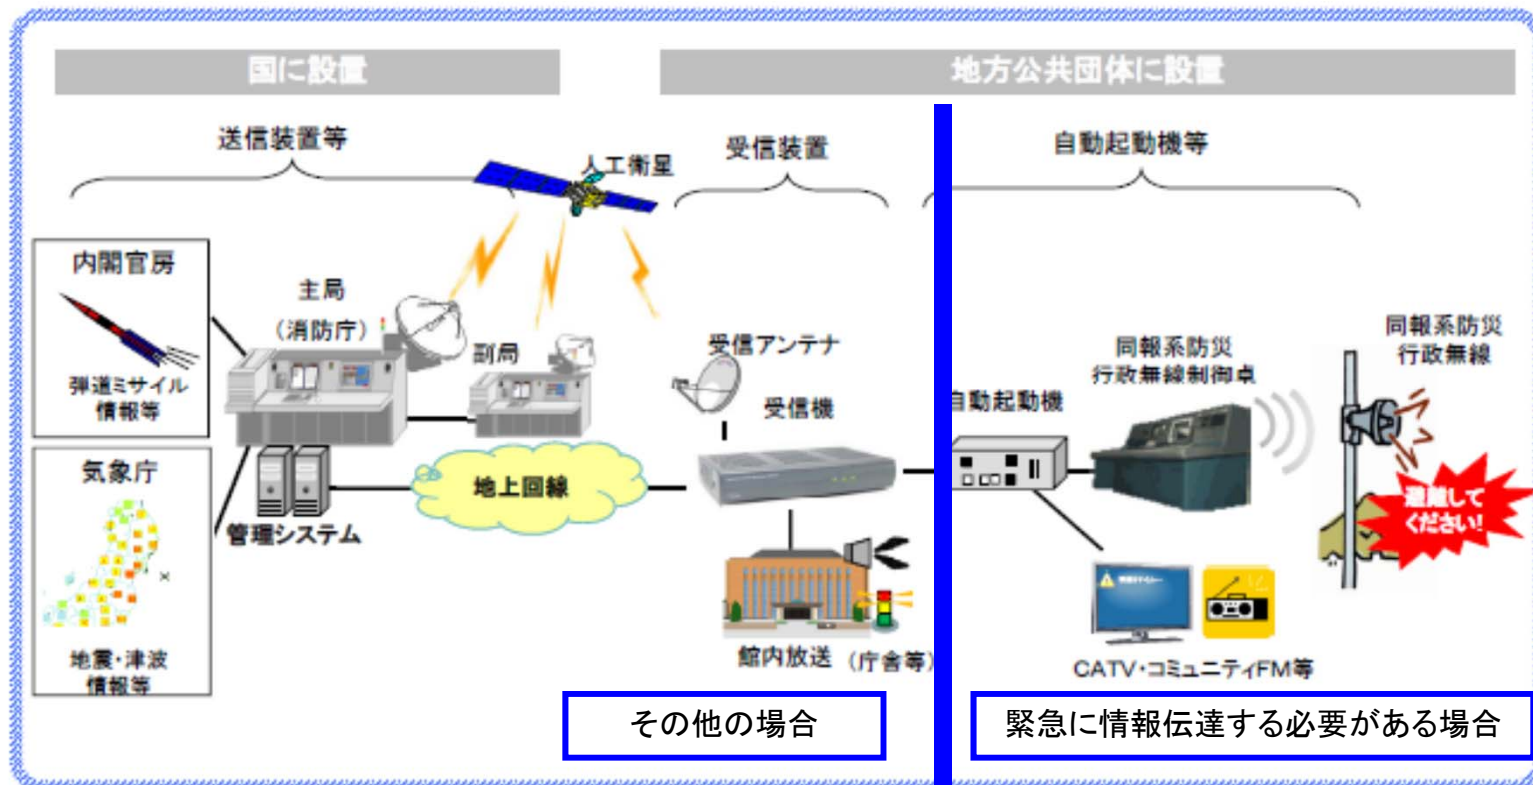 国に設置
地方公共団体に設置
送信装置等
人工衛星
受信装置
自動起動機等
内閣官房
弾道ミサイル
情報等
主局
(消防庁)
副局
受信アンテナ
受信機
自動起動機
同報系防災
行政無線制御卓
同報系防災
行政無線
避難して
ください!
気象庁
地震・津波
情報等
管理システム
地上回線
館内放送
(庁舎等)
CATV・コミュニティFM等
その他の場合
緊急に情報伝達する必要がある場合